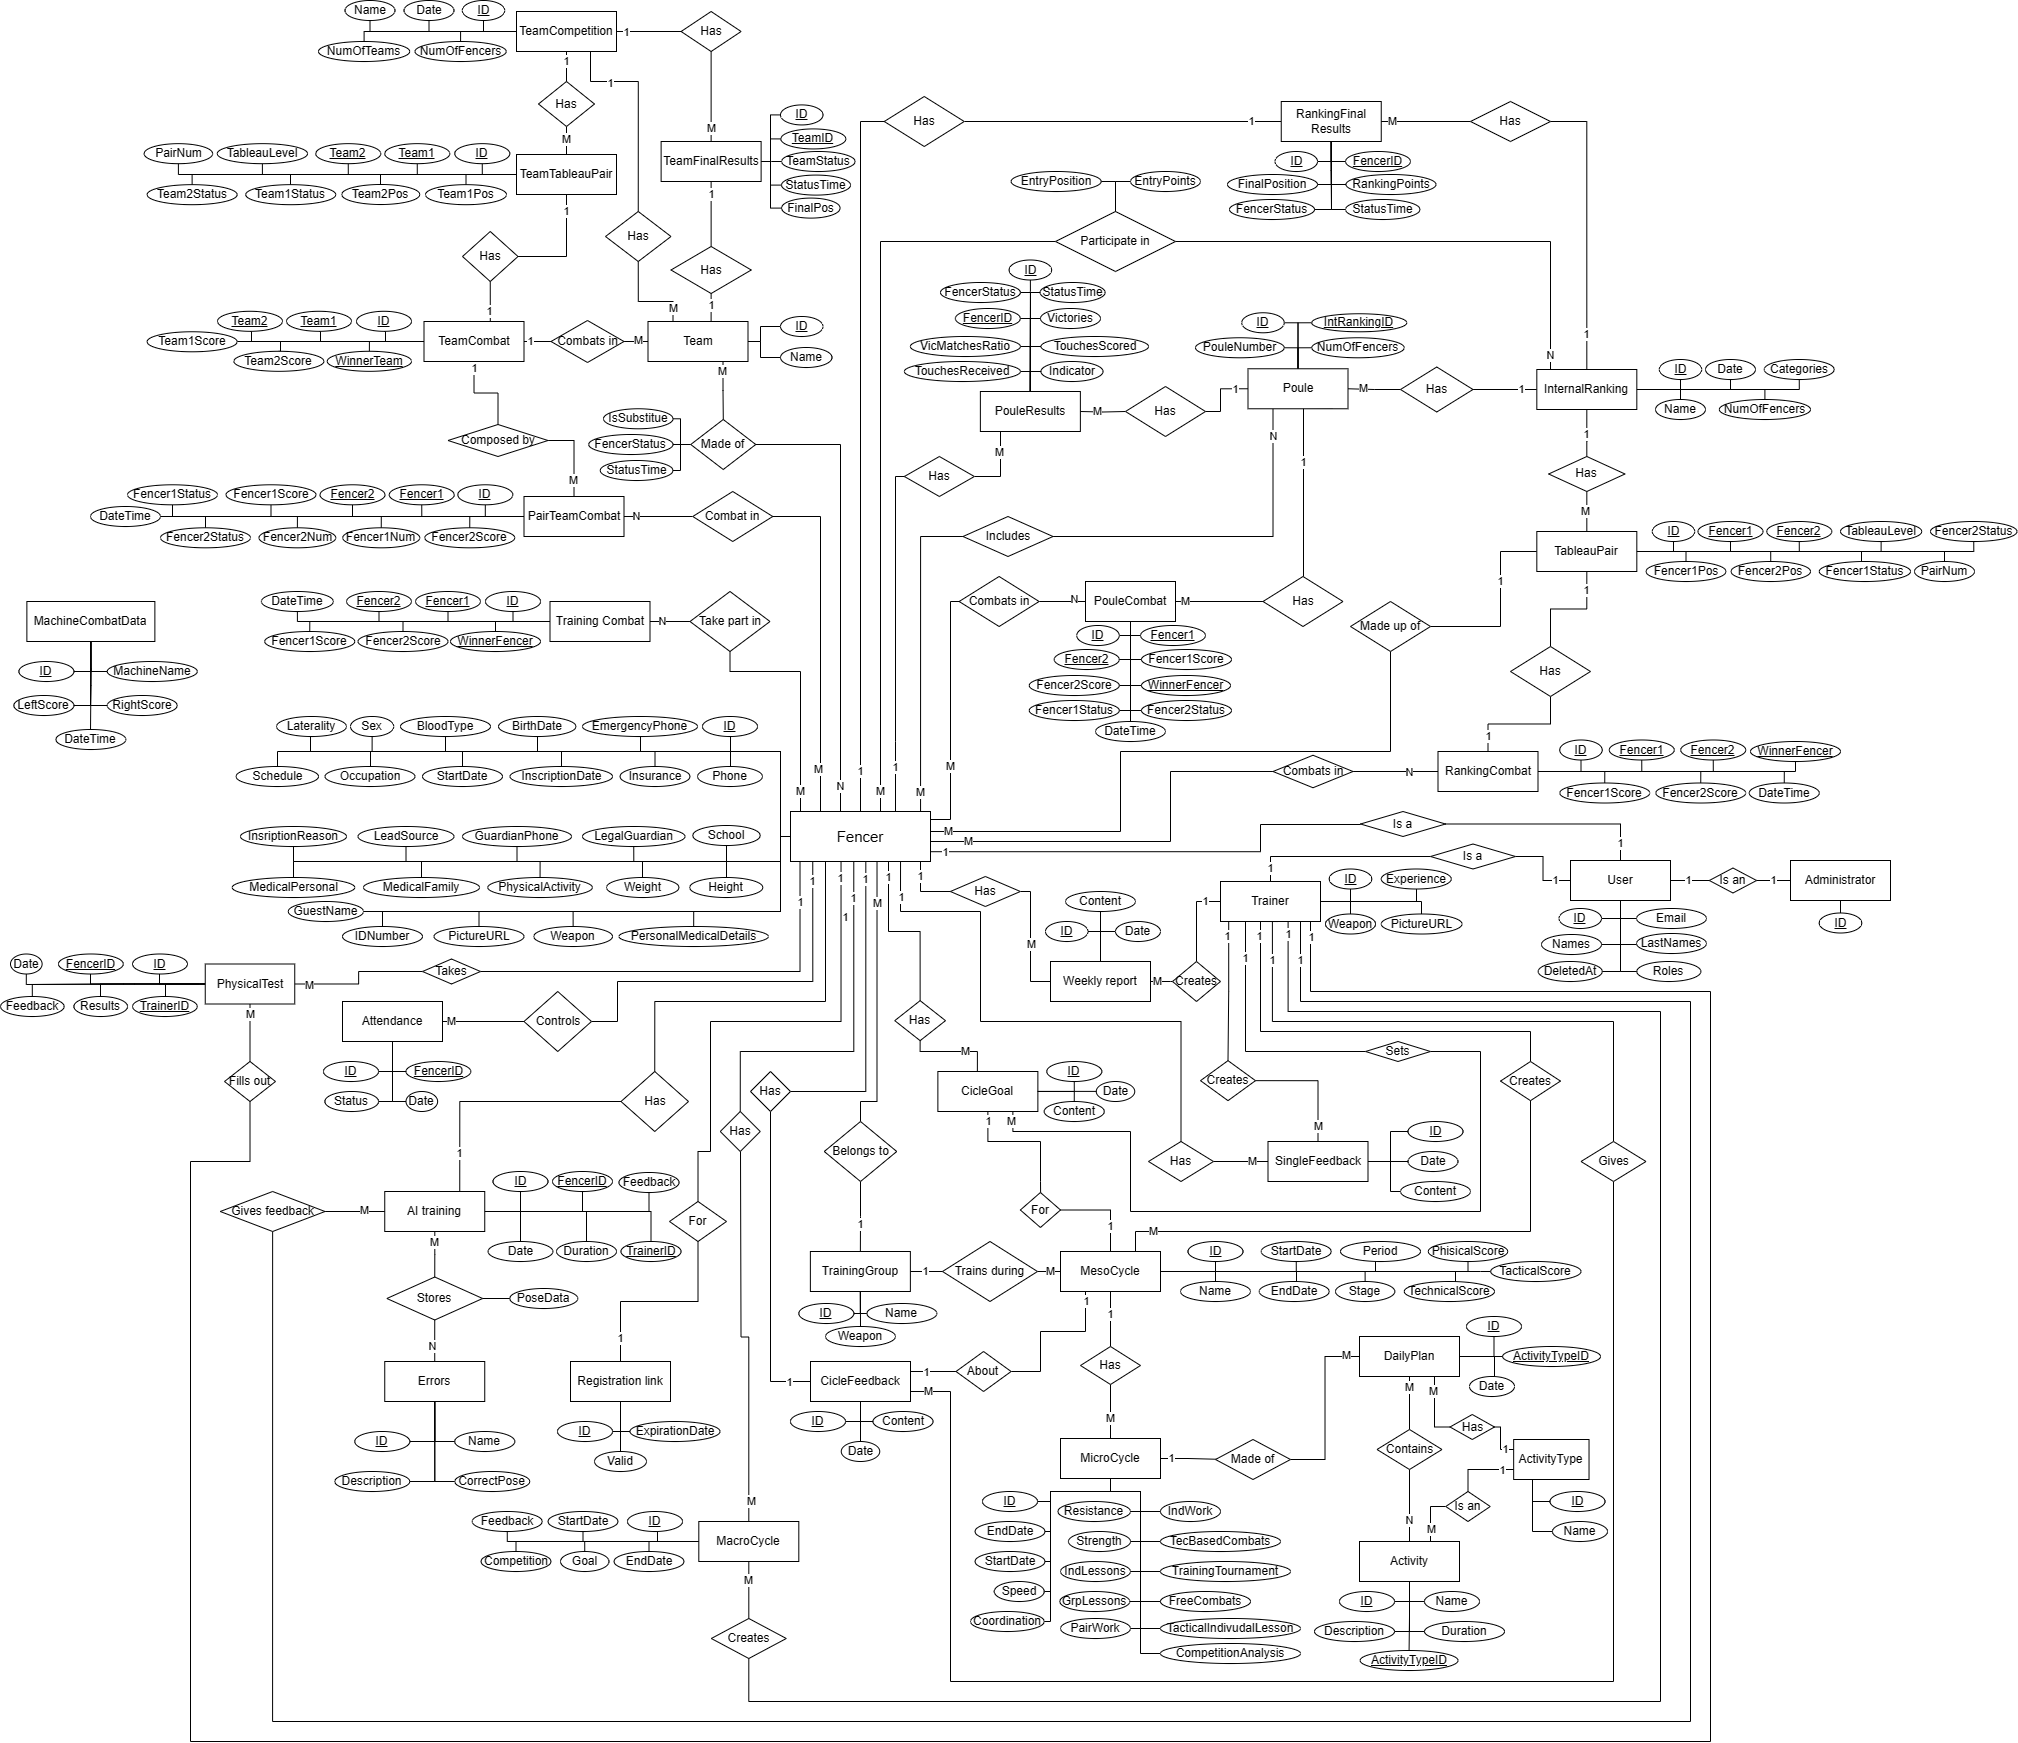 Name
Date
ID
TeamCompetition
1
Has
NumOfTeams
NumOfFencers
1
1
Has
M
M
ID
TeamID
TeamStatus
StatusTime
FinalPos
TeamFinalResults
1
PairNum
TableauLevel
Team2
Team1
ID
TeamTableauPair
Team2Status
Team1Status
Team2Pos
Team1Pos
1
Has
Has
Has
1
M
1
Team2
Team1
ID
Team1Score
TeamCombat
1
Combats in
M
Team
ID
Name
Team2Score
WinnerTeam
1
M
Composed by
M
IsSubstitue
FencerStatus
StatusTime
Made of
Fencer1Status
Fencer1Score
Fencer2
Fencer1
ID
DateTime
PairTeamCombat
N
Combat in
Fencer2Status
Fencer2Num
Fencer1Num
Fencer2Score
Has
1
RankingFinal
Results
M
Has
ID
FencerID
FinalPosition
RankingPoints
FencerStatus
StatusTime
EntryPosition
EntryPoints
Participate in
ID
FencerStatus
StatusTime
FencerID
Victories
VicMatchesRatio
TouchesScored
TouchesReceived
Indicator
PouleResults
M
Has
1
M
Has
ID
IntRankingID
PouleNumber
NumOfFencers
Poule
M
Has
1
1
N
InternalRanking
ID
Date
Categories
Name
NumOfFencers
N
1
1
Has
M
Includes
TableauPair
ID
Fencer1
Fencer2
TableauLevel
Fencer2Status
Fencer1Pos
Fencer2Pos
Fencer1Status
PairNum
1
1
Combats in
N
PouleCombat
M
Has
Made up of
Has
1
ID
Fencer1
Fencer2
Fencer1Score
Fencer2Score
WinnerFencer
Fencer1Status
Fencer2Status
DateTime
MachineCombatData
ID
MachineName
LeftScore
RightScore
DateTime
DateTime
Fencer2
Fencer1
ID
Training Combat
N
Take part in
Fencer1Score
Fencer2Score
WinnerFencer
Combats in
N
RankingCombat
ID
Fencer1
Fencer2
WinnerFencer
Fencer1Score
Fencer2Score
DateTime
Laterality
Sex
BloodType
BirthDate
EmergencyPhone
ID
Schedule
Occupation
StartDate
InscriptionDate
Insurance
Phone
M
M
N
1
M
1
M
M
Fencer
M
M
1
InsriptionReason
LeadSource
GuardianPhone
LegalGuardian
School
MedicalPersonal
MedicalFamily
PhysicalActivity
Weight
Height
GuestName
IDNumber
PictureURL
Weapon
PersonalMedicalDetails
1
1
1
1
1
1
M
1
1
1
Is a
1
Is a
1
1
User
1
Is an
1
Administrator
ID
ID
Email
Names
LastNames
DeletedAt
Roles
Trainer
ID
Experience
Weapon
PictureURL
1
1
1
1
1
1
1
Has
M
Content
ID
Date
Weekly report
M
Creates
Date
FencerID
ID
PhysicalTest
M
Takes
Feedback
Results
TrainerID
M
Fills out
Attendance
M
Controls
ID
FencerID
Status
Date
Has
1
Has
M
CicleGoal
ID
Date
Content
1
M
Sets
Creates
M
Creates
Has
M
SingleFeedback
ID
Date
Content
Gives
Has
Has
Belongs to
1
For
1
Gives feedback
M
AI training
ID
FencerID
Feedback
Date
Duration
TrainerID
M
Stores
PoseData
N
Errors
ID
Name
Description
CorrectPose
For
1
Registration link
ID
ExpirationDate
Valid
TrainingGroup
1
Trains during
M
MesoCycle
M
ID
Name
Weapon
ID
StartDate
Period
PhisicalScore
TacticalScore
Name
EndDate
Stage
TechnicalScore
1
1
1
CicleFeedback
1
About
M
ID
Content
Date
Has
M
MicroCycle
1
Made of
M
DailyPlan
ID
ActivityTypeID
Date
M
M
Has
1
ActivityType
Contains
1
Is an
M
N
ID
Name
Activity
ID
Name
Description
Duration
ActivityTypeID
ID
EndDate
StartDate
Speed
Coordination
Resistance
IndWork
Strength
TecBasedCombats
IndLessons
TrainingTournament
GrpLessons
FreeCombats
PairWork
TacticalIndivudalLesson
CompetitionAnalysis
M
Feedback
StartDate
ID
MacroCycle
Competition
Goal
EndDate
M
Creates